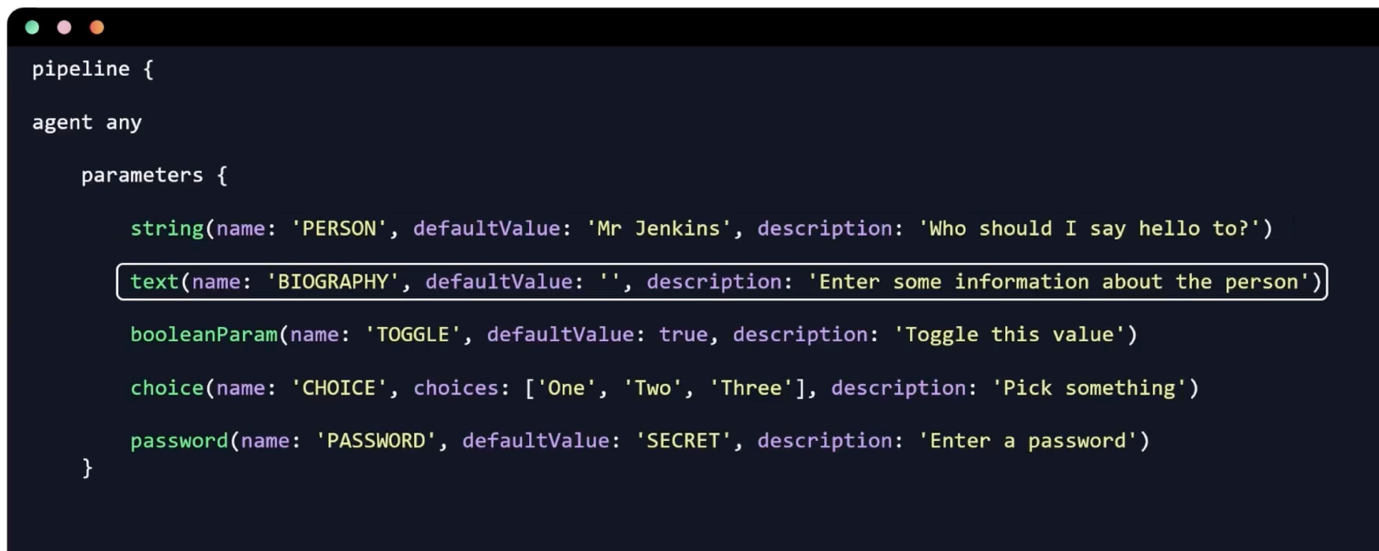 pipeline {
agent any
parameters {
string(name: 'PERSON', defaultValue: 'Mr Jenkins', description: 'Who should I say hello to?')
text(name: 'BIOGRAPHY', defaultValue: '', description: 'Enter some information about the person')
booleanParam(name: 'TOGGLE', defaultValue: true, description: 'Toggle this value')
choice(name: 'CHOICE', choices: ['One', 'Two', 'Three'], description: 'Pick something')
password(name: 'PASSWORD', defaultValue: 'SECRET', description: 'Enter a password')
}